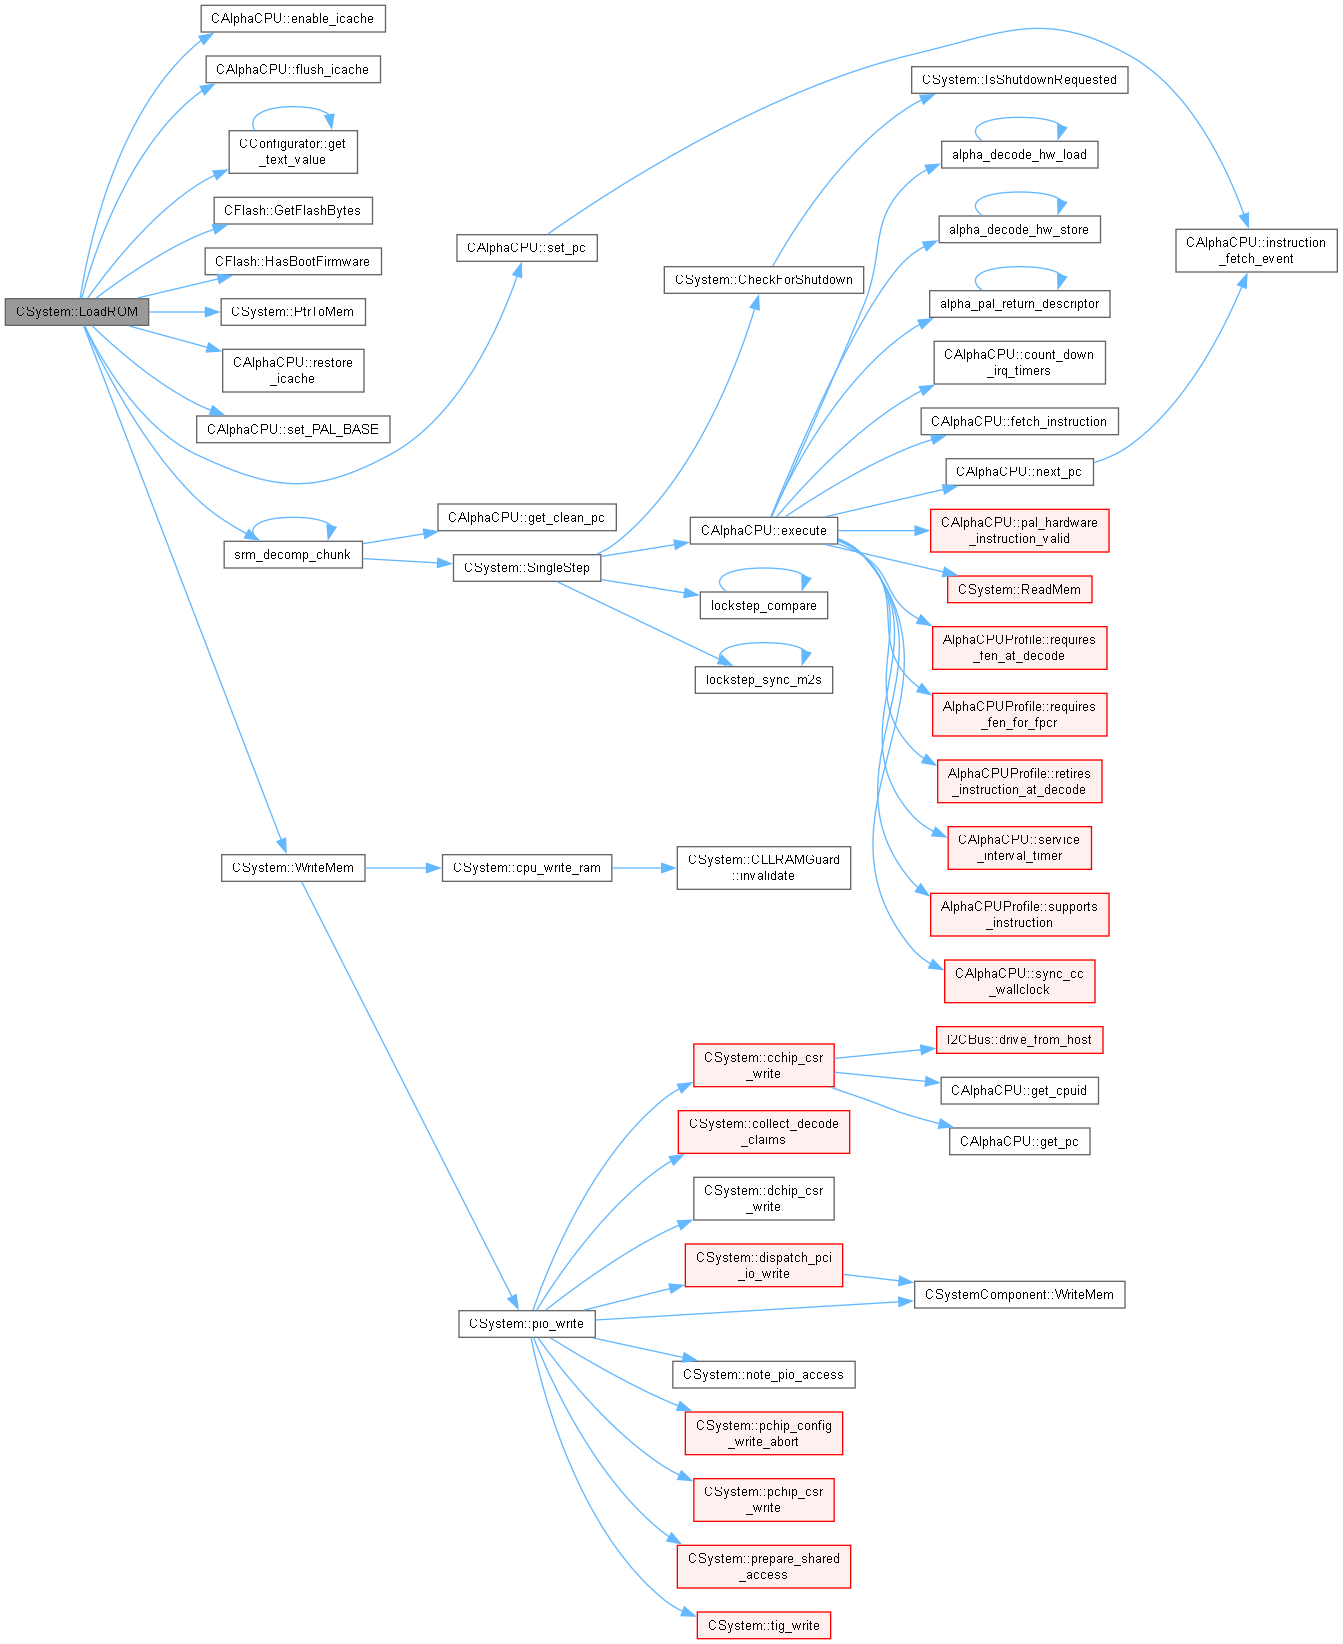 CSystem::LoadROM
CAlphaCPU::enable_icache
CAlphaCPU::flush_icache
CConfigurator::get
_text_value
CFlash::GetFlashBytes
CFlash::HasBootFirmware
CSystem::PtrToMem
CAlphaCPU::restore
_icache
CAlphaCPU::set_PAL_BASE
CAlphaCPU::set_pc
srm_decomp_chunk
CAlphaCPU::get_clean_pc
CSystem::SingleStep
CSystem::CheckForShutdown
CSystem::IsShutdownRequested
CAlphaCPU::execute
lockstep_compare
lockstep_sync_m2s
alpha_decode_hw_load
alpha_decode_hw_store
alpha_pal_return_descriptor
CAlphaCPU::count_down
_irq_timers
CAlphaCPU::fetch_instruction
CAlphaCPU::next_pc
CAlphaCPU::instruction
_fetch_event
CAlphaCPU::pal_hardware
_instruction_valid
CSystem::ReadMem
AlphaCPUProfile::requires
_fen_at_decode
AlphaCPUProfile::requires
_fen_for_fpcr
AlphaCPUProfile::retires
_instruction_at_decode
CAlphaCPU::service
_interval_timer
AlphaCPUProfile::supports
_instruction
CAlphaCPU::sync_cc
_wallclock
CSystem::WriteMem
CSystem::cpu_write_ram
CSystem::CLLRAMGuard
::invalidate
CSystem::pio_write
CSystem::cchip_csr
_write
I2CBus::drive_from_host
CAlphaCPU::get_cpuid
CAlphaCPU::get_pc
CSystem::collect_decode
_claims
CSystem::dchip_csr
_write
CSystem::dispatch_pci
_io_write
CSystemComponent::WriteMem
CSystem::note_pio_access
CSystem::pchip_config
_write_abort
CSystem::pchip_csr
_write
CSystem::prepare_shared
_access
CSystem::tig_write